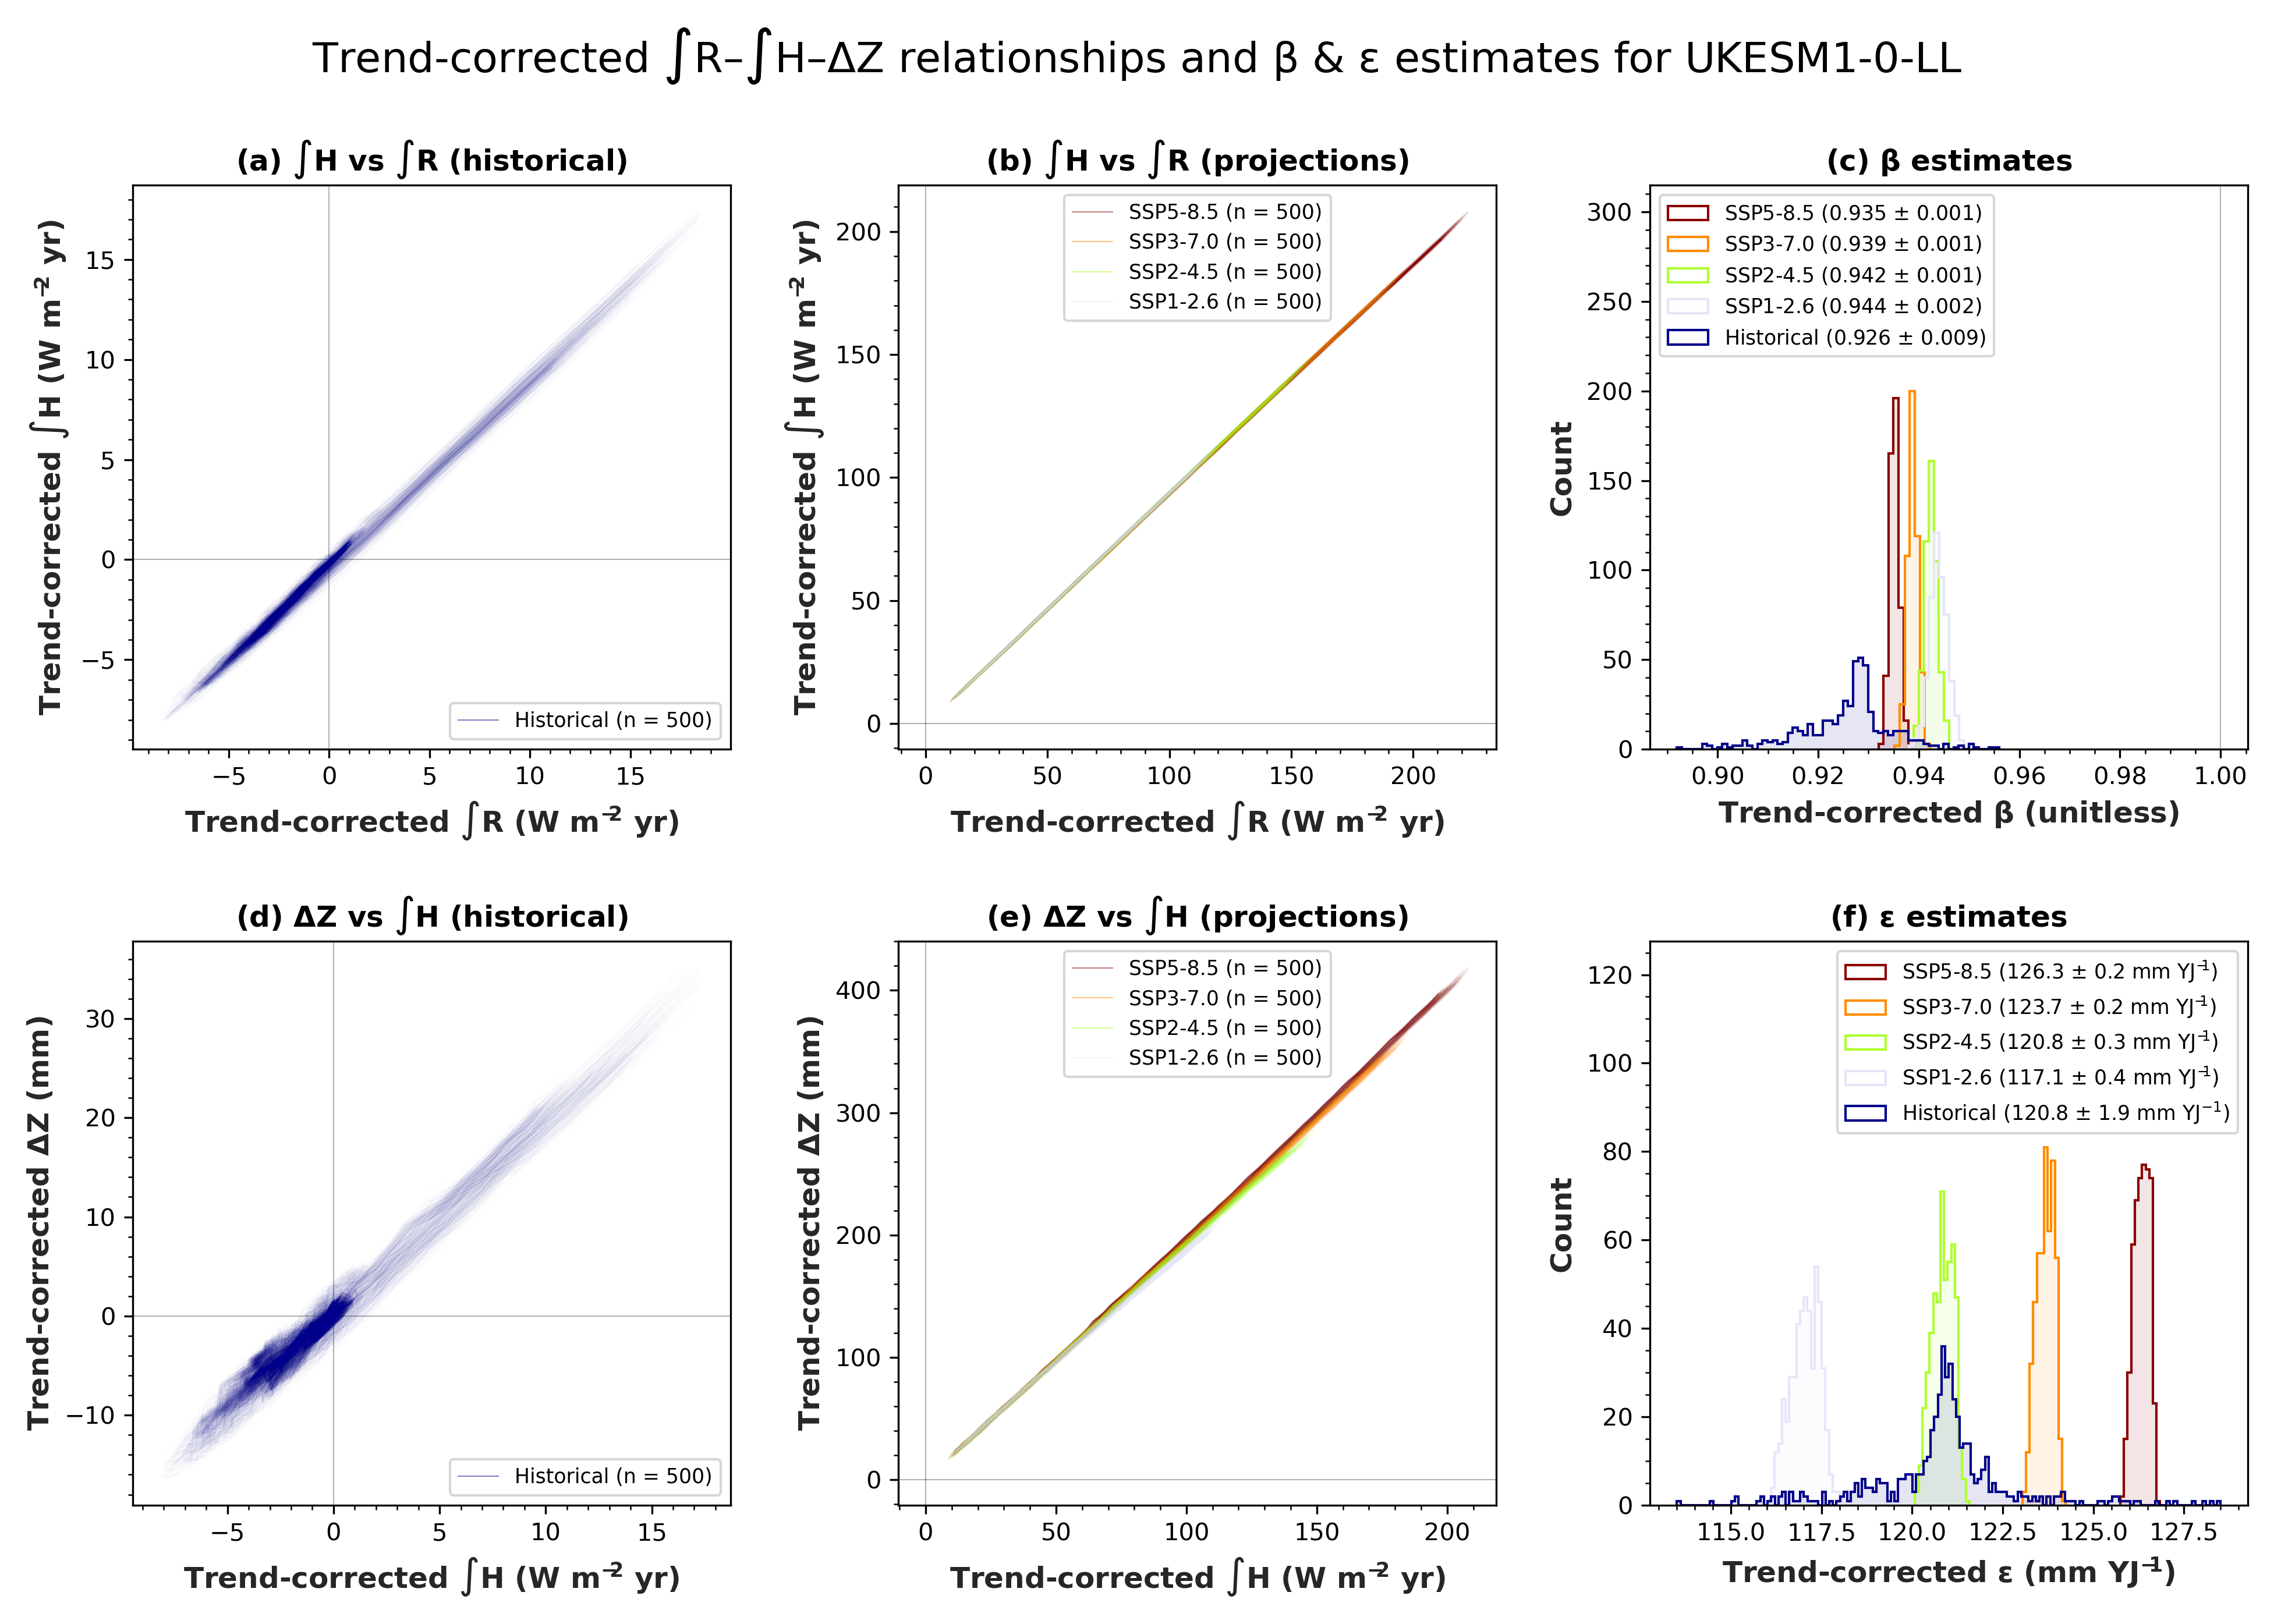 Trend-corrected ∫R–∫H–ΔZ relationships and β & ε estimates for UKESM1-0-LL
(a) ∫H vs ∫R (historical)
Trend-corrected ∫H (W m⁻² yr)
15
10
5
0
−5
Historical (n = 500)
−5 0 5 10 15
Trend-corrected ∫R (W m⁻² yr)
(b) ∫H vs ∫R (projections)
Trend-corrected ∫H (W m⁻² yr)
200
150
100
50
0
SSP5-8.5 (n = 500)
SSP3-7.0 (n = 500)
SSP2-4.5 (n = 500)
SSP1-2.6 (n = 500)
0 50 100 150 200
Trend-corrected ∫R (W m⁻² yr)
(c) β estimates
Count
300
250
200
150
100
50
0
SSP5-8.5 (0.935 ± 0.001)
SSP3-7.0 (0.939 ± 0.001)
SSP2-4.5 (0.942 ± 0.001)
SSP1-2.6 (0.944 ± 0.002)
Historical (0.926 ± 0.009)
0.90 0.92 0.94 0.96 0.98 1.00
Trend-corrected β (unitless)
(d) ΔZ vs ∫H (historical)
Trend-corrected ΔZ (mm)
30
20
10
0
−10
Historical (n = 500)
−5 0 5 10 15
Trend-corrected ∫H (W m⁻² yr)
(e) ΔZ vs ∫H (projections)
Trend-corrected ΔZ (mm)
400
300
200
100
0
SSP5-8.5 (n = 500)
SSP3-7.0 (n = 500)
SSP2-4.5 (n = 500)
SSP1-2.6 (n = 500)
0 50 100 150 200
Trend-corrected ∫H (W m⁻² yr)
(f) ε estimates
Count
120
100
80
60
40
20
0
SSP5-8.5 (126.3 ± 0.2 mm YJ⁻¹)
SSP3-7.0 (123.7 ± 0.2 mm YJ⁻¹)
SSP2-4.5 (120.8 ± 0.3 mm YJ⁻¹)
SSP1-2.6 (117.1 ± 0.4 mm YJ⁻¹)
Historical (120.8 ± 1.9 mm YJ⁻¹)
115.0 117.5 120.0 122.5 125.0 127.5
Trend-corrected ε (mm YJ⁻¹)